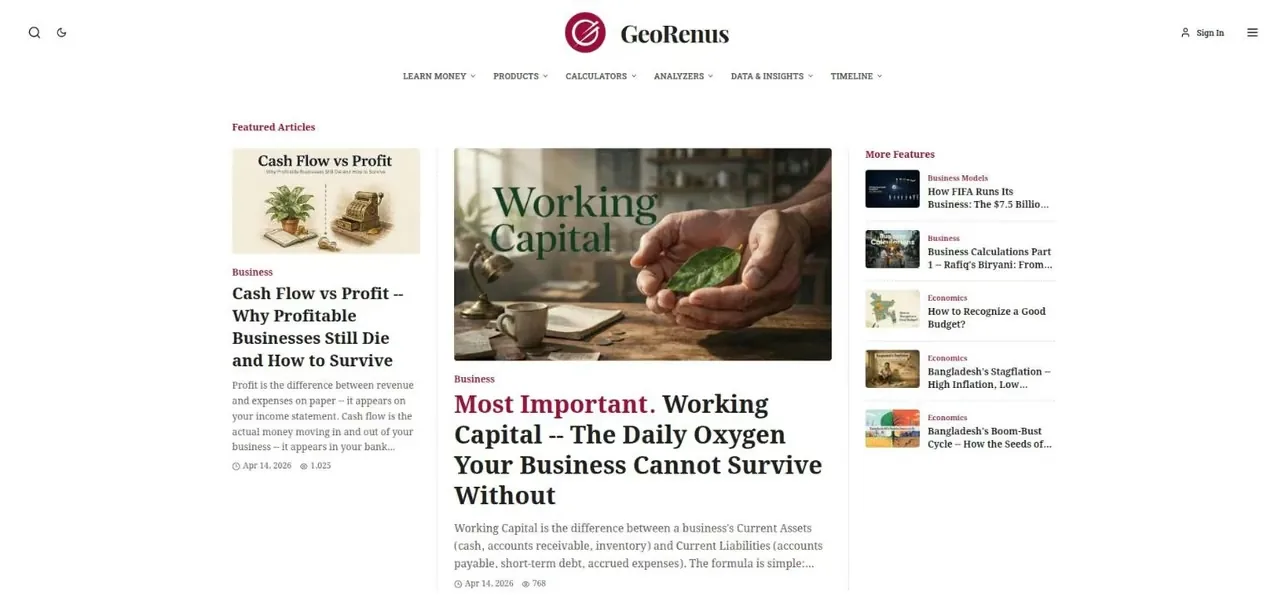 GeoRenus
Sign In
LEARN MONEY
PRODUCTS
CALCULATORS
ANALYZERS
DATA & INSIGHTS
TIMELINE
Featured Articles
Cash Flow vs Profit
Business
Cash Flow vs Profit --
Why Profitable
Businesses Still Die
and How to Survive
Profit is the difference between revenue
and expenses on paper -- it appears on
your income statement. Cash flow is the
actual money moving in and out of your
business -- it appears in your bank...
Apr 14, 2026
1,025
Working
Capital
Business
Most Important. Working
Capital -- The Daily Oxygen
Your Business Cannot Survive
Without
Working Capital is the difference between a business's Current Assets
(cash, accounts receivable, inventory) and Current Liabilities (accounts
payable, short-term debt, accrued expenses). The formula is simple:...
Apr 14, 2026
768
More Features
Business Models
How FIFA Runs Its
Business: The $7.5 Billio...
Business
Business Calculations Part
1 -- Rafiq's Biryani: From...
Economics
How to Recognize a Good
Budget?
Economics
Bangladesh's Stagflation --
High Inflation, Low...
Economics
Bangladesh's Boom-Bust
Cycle -- How the Seeds of...